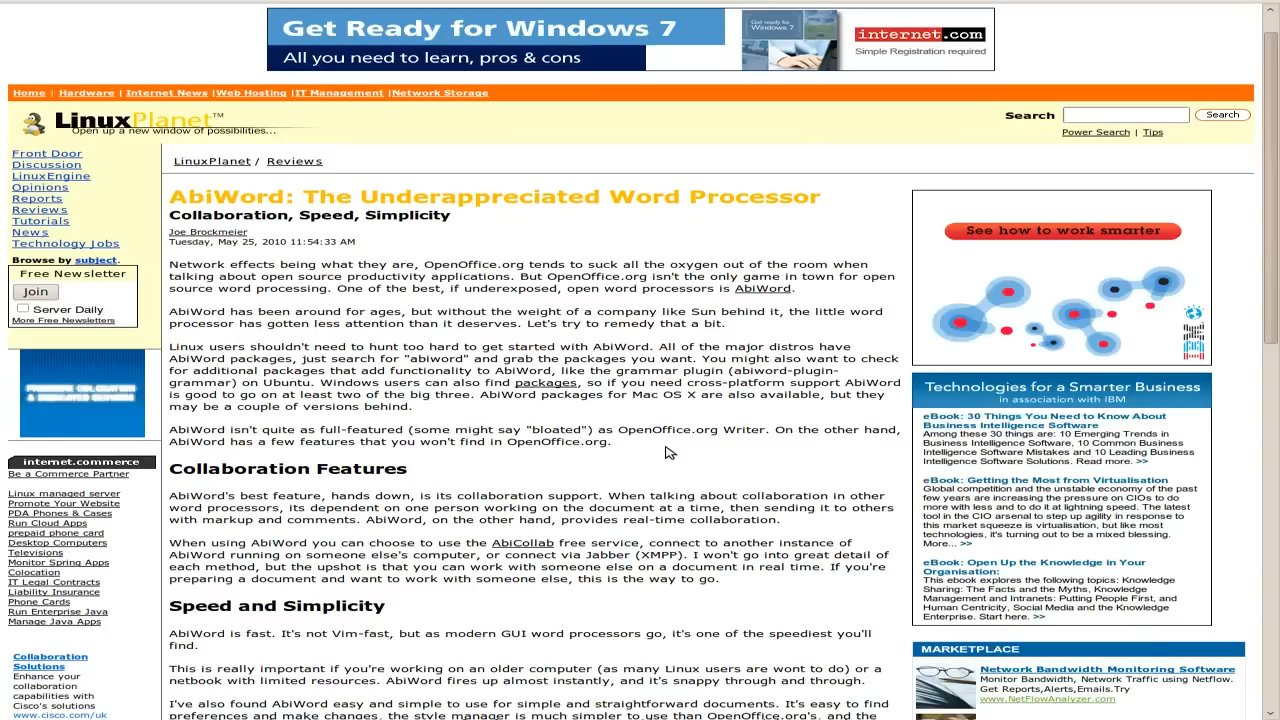 Get Ready for Windows 7
All you need to learn, pros & cons
Get ready for Windows 7
internet.com
Simple Registration required
Home | Hardware | Internet News |Web Hosting |IT Management |Network Storage
LinuxPlanet™
Open up a new window of possibilities...
Search
Search
Power Search | Tips
Front Door
Discussion
LinuxEngine
Opinions
Reports
Reviews
Tutorials
News
Technology Jobs
Browse by subject.
Free Newsletter
Join
Server Daily
More Free Newsletters
internet.commerce
Be a Commerce Partner
Linux managed server
Promote Your Website
PDA Phones & Cases
Run Cloud Apps
prepaid phone card
Desktop Computers
Televisions
Monitor Spring Apps
Colocation
IT Legal Contracts
Liability Insurance
Phone Cards
Run Enterprise Java
Manage Java Apps
Collaboration
Solutions
Enhance your
collaboration
capabilities with
Cisco's solutions
www.cisco.com/uk
LinuxPlanet / Reviews
AbiWord: The Underappreciated Word Processor
Collaboration, Speed, Simplicity
Joe Brockmeier
Tuesday, May 25, 2010 11:54:33 AM
Network effects being what they are, OpenOffice.org tends to suck all the oxygen out of the room when
talking about open source productivity applications. But OpenOffice.org isn't the only game in town for open
source word processing. One of the best, if underexposed, open word processors is AbiWord.
AbiWord has been around for ages, but without the weight of a company like Sun behind it, the little word
processor has gotten less attention than it deserves. Let's try to remedy that a bit.
Linux users shouldn't need to hunt too hard to get started with AbiWord. All of the major distros have
AbiWord packages, just search for "abiword" and grab the packages you want. You might also want to check
for additional packages that add functionality to AbiWord, like the grammar plugin (abiword-plugin-
grammar) on Ubuntu. Windows users can also find packages, so if you need cross-platform support AbiWord
is good to go on at least two of the big three. AbiWord packages for Mac OS X are also available, but they
may be a couple of versions behind.
AbiWord isn't quite as full-featured (some might say "bloated") as OpenOffice.org Writer. On the other hand,
AbiWord has a few features that you won't find in OpenOffice.org.
Collaboration Features
AbiWord's best feature, hands down, is its collaboration support. When talking about collaboration in other
word processors, its dependent on one person working on the document at a time, then sending it to others
with markup and comments. AbiWord, on the other hand, provides real-time collaboration.
When using AbiWord you can choose to use the AbiCollab free service, connect to another instance of
AbiWord running on someone else's computer, or connect via Jabber (XMPP). I won't go into great detail of
each method, but the upshot is that you can work with someone else on a document in real time. If you're
preparing a document and want to work with someone else, this is the way to go.
Speed and Simplicity
AbiWord is fast. It's not Vim-fast, but as modern GUI word processors go, it's one of the speediest you'll
find.
This is really important if you're working on an older computer (as many Linux users are wont to do) or a
netbook with limited resources. AbiWord fires up almost instantly, and it's snappy through and through.
I've also found AbiWord easy and simple to use for simple and straightforward documents. It's easy to find
preferences and make changes, the style manager is much simpler to use than OpenOffice.org's, and the
See how to work smarter
Technologies for a Smarter Business
in association with IBM
eBook: 30 Things You Need to Know About
Business Intelligence Software
Among these 30 things are: 10 Emerging Trends in
Business Intelligence Software, 10 Common Business
Intelligence Software Mistakes and 10 Leading Business
Intelligence Software Solutions. Read more. >>
eBook: Getting the Most from Virtualisation
Global competition and the unstable economy of the past
few years are increasing the pressure on CIOs to do
more with less and to do it at lightning speed. The latest
tool in the CIO arsenal to step up agility in response to
this market squeeze is virtualisation, but like most
technologies, it's turning out to be a mixed blessing.
More... >>
eBook: Open Up the Knowledge in Your
Organisation:
This ebook explores the following topics: Knowledge
Sharing: The Facts and the Myths, Knowledge
Management and Intranets: Putting People First, and
Human Centricity, Social Media and the Knowledge
Enterprise. Start here. >>
MARKETPLACE
Network Bandwidth Monitoring Software
Monitor Bandwidth, Network Traffic using Netflow.
Get Reports,Alerts,Emails.Try
www.NetFlowAnalyzer.com